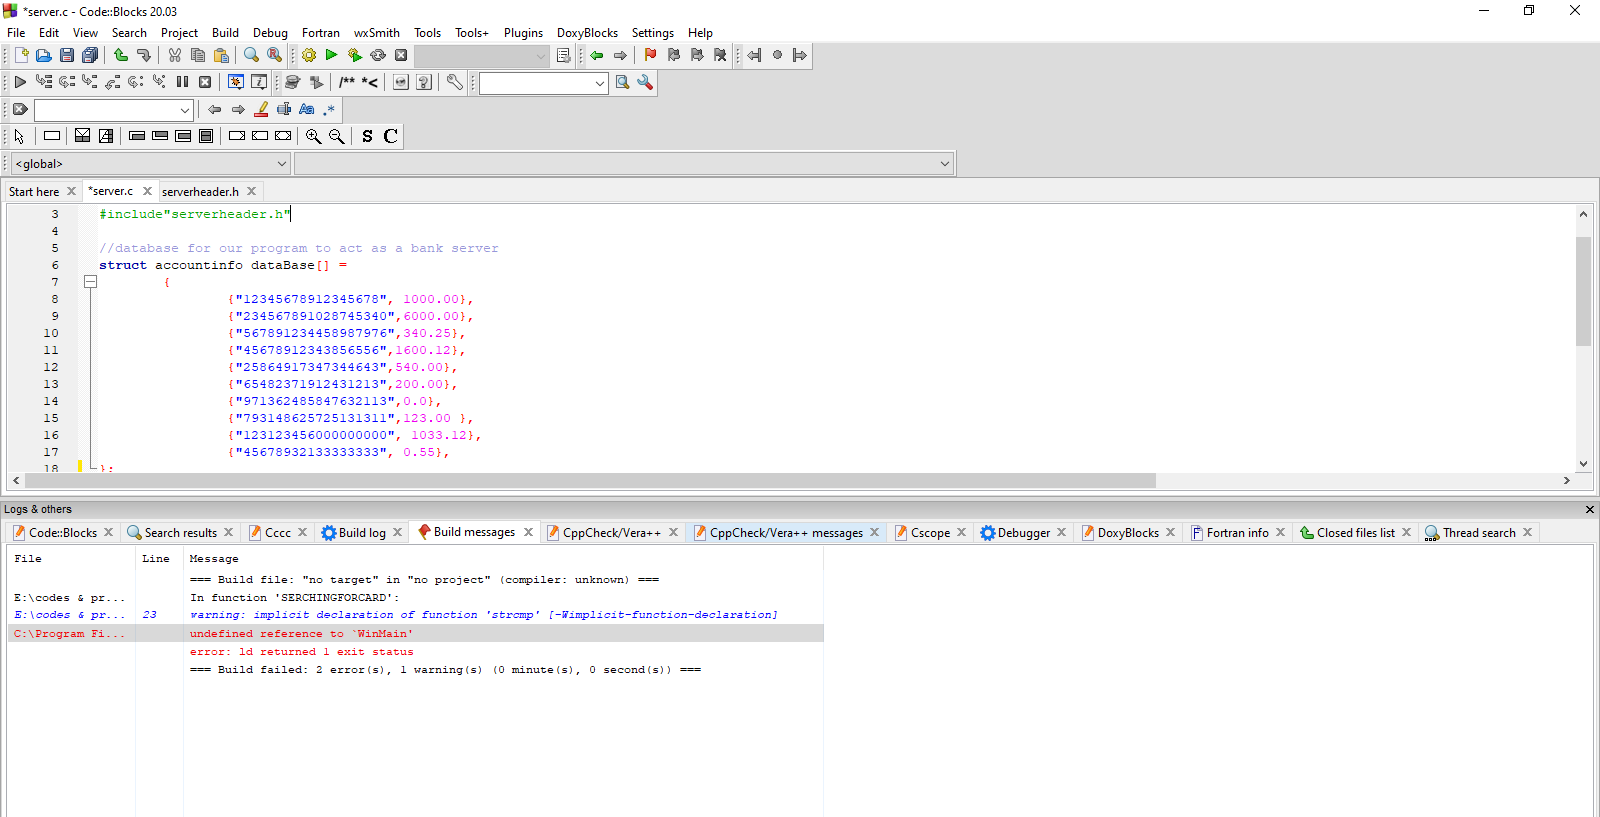 *server.c - Code::Blocks 20.03
File Edit View Search Project Build Debug Fortran wxSmith Tools Tools+ Plugins DoxyBlocks Settings Help
/** *<
Aa .*
S C
<global>
Start here *server.c serverheader.h
3 #include"serverheader.h"
4
5 //database for our program to act as a bank server
6 struct accountinfo dataBase[] =
7 {
8 {"12345678912345678", 1000.00},
9 {"234567891028745340",6000.00},
10 {"567891234458987976",340.25},
11 {"45678912343856556",1600.12},
12 {"25864917347344643",540.00},
13 {"65482371912431213",200.00},
14 {"971362485847632113",0.0},
15 {"793148625725131311",123.00 },
16 {"123123456000000000", 1033.12},
17 {"45678932133333333", 0.55},
18 };
Logs & others
Code::Blocks Search results Cccc Build log Build messages CppCheck/Vera++ CppCheck/Vera++ messages Cscope Debugger DoxyBlocks Fortran info Closed files list Thread search
File Line Message
=== Build file: "no target" in "no project" (compiler: unknown) ===
E:\codes & pr... In function 'SERCHINGFORCARD':
E:\codes & pr... 23 warning: implicit declaration of function 'strcmp' [-Wimplicit-function-declaration]
C:\Program Fi... undefined reference to `WinMain'
error: ld returned 1 exit status
=== Build failed: 2 error(s), 1 warning(s) (0 minute(s), 0 second(s)) ===